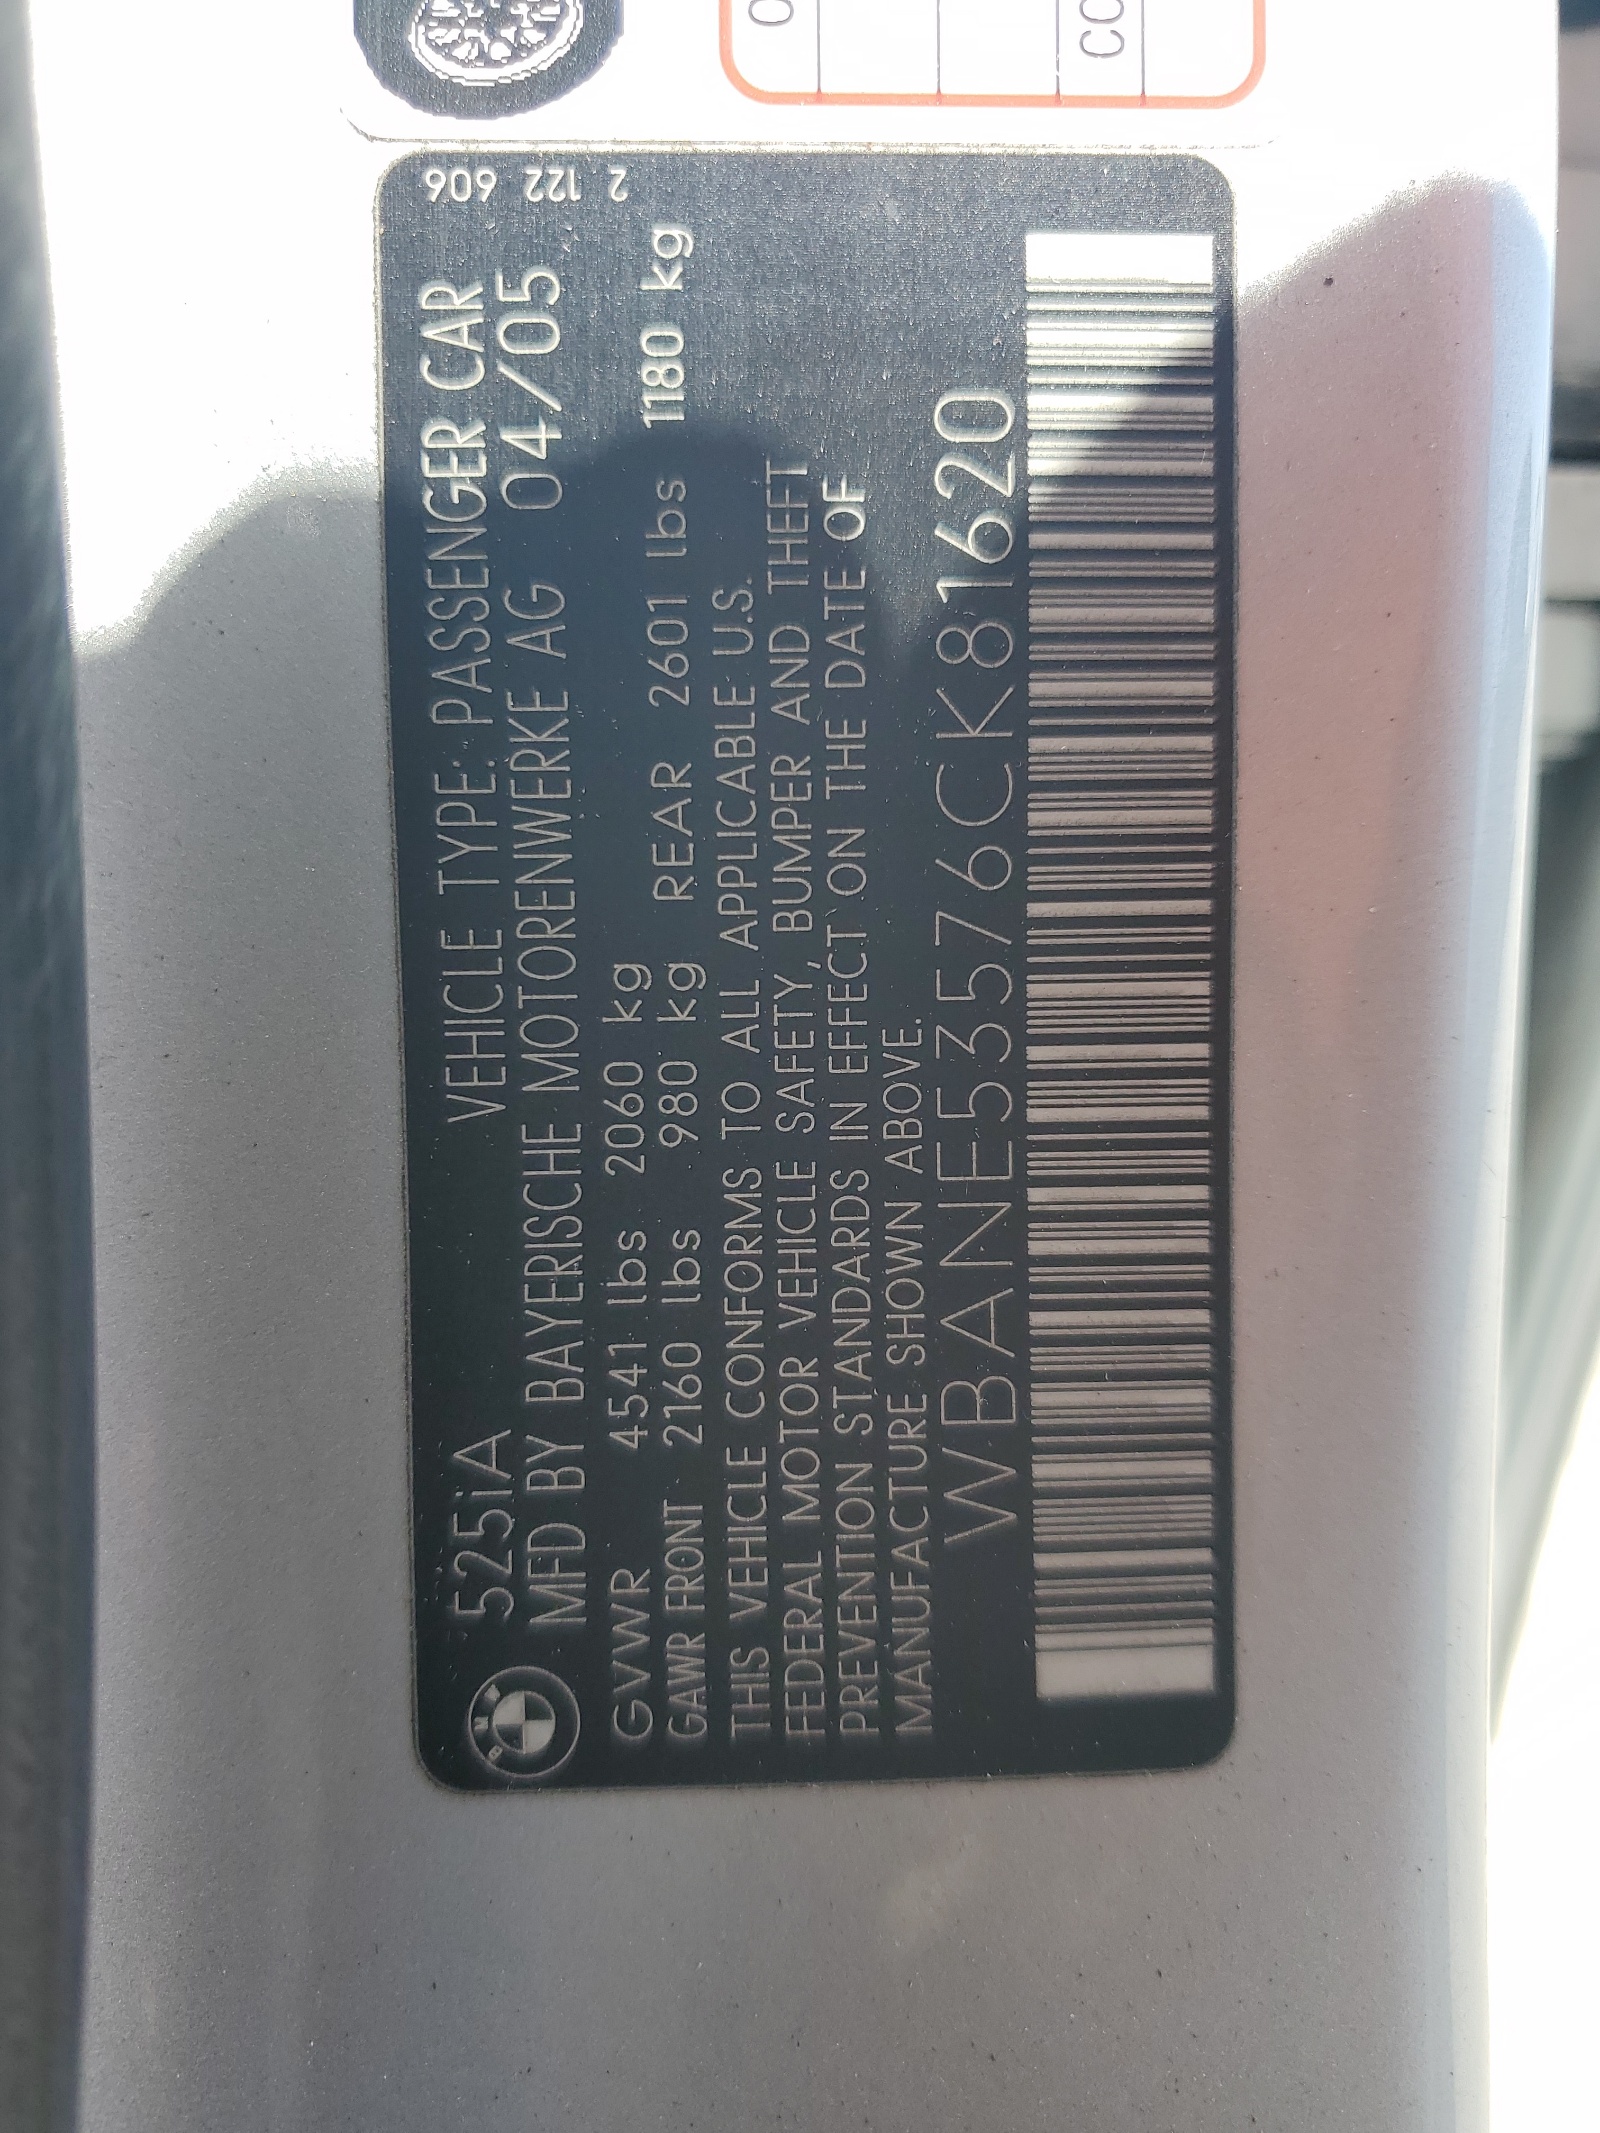 525iA VEHICLE TYPE: PASSENGER CAR
MFD BY BAYERISCHE MOTORENWERKE AG 04/05
GVWR 4541 lbs 2060 kg
GAWR FRONT 2160 lbs 980 kg REAR 2601 lbs 1180 kg
THIS VEHICLE CONFORMS TO ALL APPLICABLE U.S.
FEDERAL MOTOR VEHICLE SAFETY, BUMPER AND THEFT
PREVENTION STANDARDS IN EFFECT ON THE DATE OF
MANUFACTURE SHOWN ABOVE.
WBANE53576CK81620
2 122 606
BMW